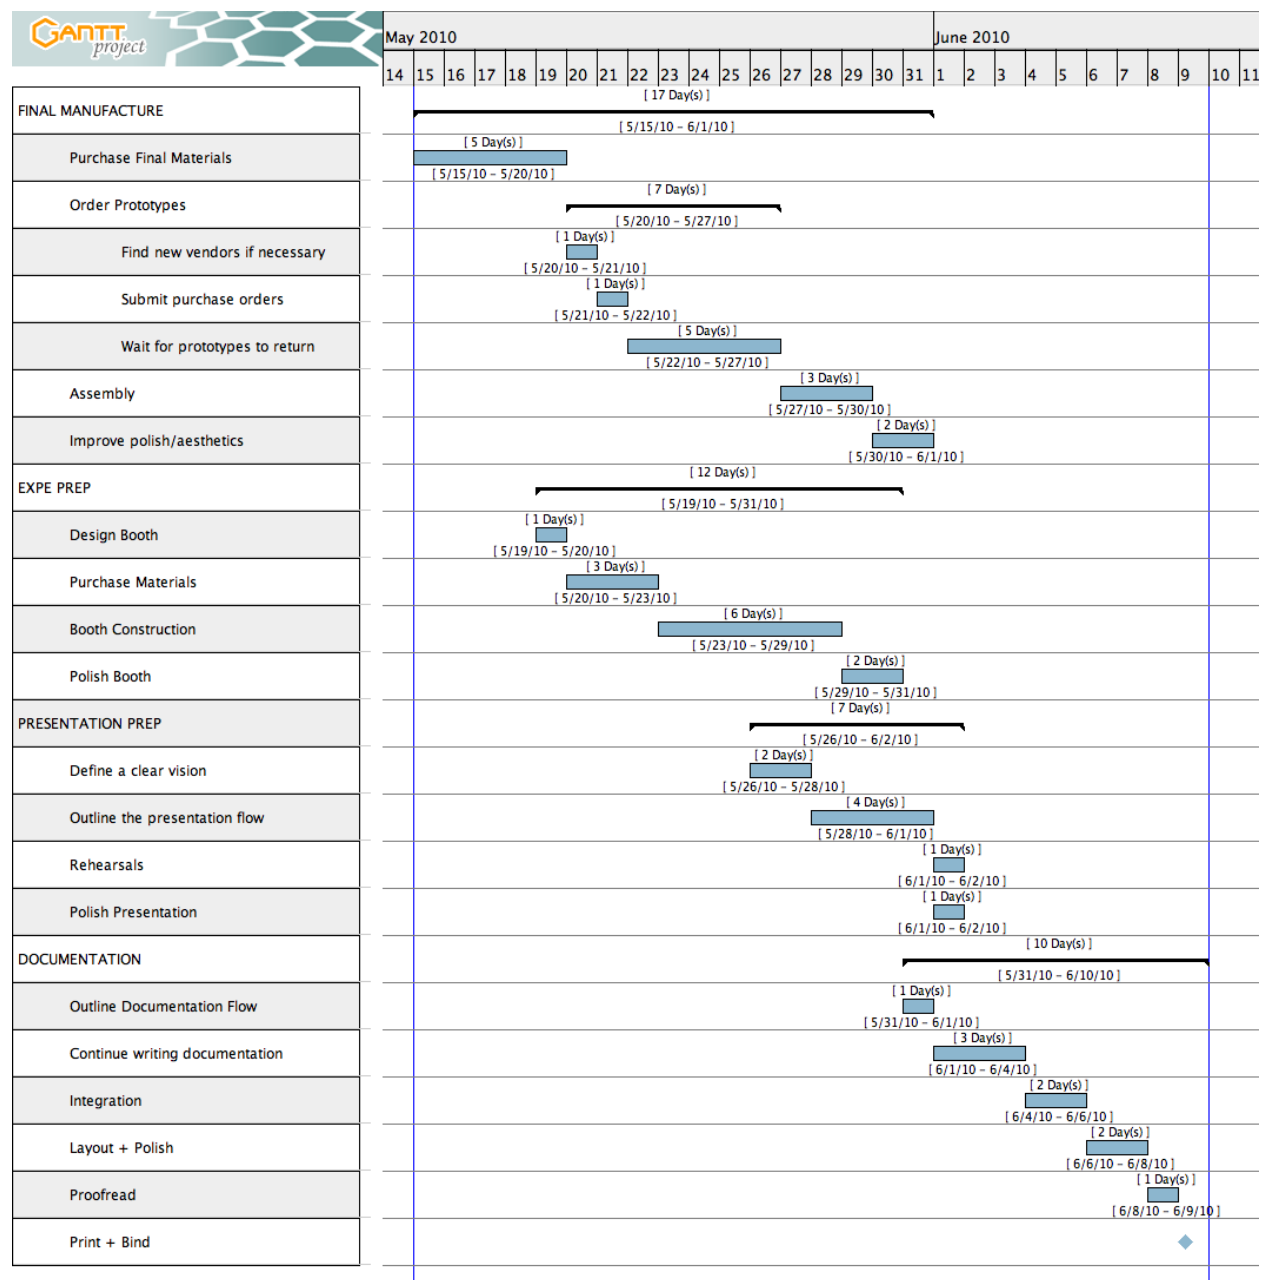 GANTT
project
May 2010
June 2010
14 15 16 17 18 19 20 21 22 23 24 25 26 27 28 29 30 31 1 2 3 4 5 6 7 8 9 10 11
[ 17 Day(s) ]
FINAL MANUFACTURE
[ 5/15/10 - 6/1/10 ]
[ 5 Day(s) ]
Purchase Final Materials
[ 5/15/10 - 5/20/10 ]
[ 7 Day(s) ]
Order Prototypes
[ 5/20/10 - 5/27/10 ]
[ 1 Day(s) ]
Find new vendors if necessary
[ 5/20/10 - 5/21/10 ]
[ 1 Day(s) ]
Submit purchase orders
[ 5/21/10 - 5/22/10 ]
[ 5 Day(s) ]
Wait for prototypes to return
[ 5/22/10 - 5/27/10 ]
[ 3 Day(s) ]
Assembly
[ 5/27/10 - 5/30/10 ]
[ 2 Day(s) ]
Improve polish/aesthetics
[ 5/30/10 - 6/1/10 ]
[ 12 Day(s) ]
EXPE PREP
[ 5/19/10 - 5/31/10 ]
[ 1 Day(s) ]
Design Booth
[ 5/19/10 - 5/20/10 ]
[ 3 Day(s) ]
Purchase Materials
[ 5/20/10 - 5/23/10 ]
[ 6 Day(s) ]
Booth Construction
[ 5/23/10 - 5/29/10 ]
[ 2 Day(s) ]
Polish Booth
[ 5/29/10 - 5/31/10 ]
[ 7 Day(s) ]
PRESENTATION PREP
[ 5/26/10 - 6/2/10 ]
[ 2 Day(s) ]
Define a clear vision
[ 5/26/10 - 5/28/10 ]
[ 4 Day(s) ]
Outline the presentation flow
[ 5/28/10 - 6/1/10 ]
[ 1 Day(s) ]
Rehearsals
[ 6/1/10 - 6/2/10 ]
[ 1 Day(s) ]
Polish Presentation
[ 6/1/10 - 6/2/10 ]
[ 10 Day(s) ]
DOCUMENTATION
[ 5/31/10 - 6/10/10 ]
[ 1 Day(s) ]
Outline Documentation Flow
[ 5/31/10 - 6/1/10 ]
[ 3 Day(s) ]
Continue writing documentation
[ 6/1/10 - 6/4/10 ]
[ 2 Day(s) ]
Integration
[ 6/4/10 - 6/6/10 ]
[ 2 Day(s) ]
Layout + Polish
[ 6/6/10 - 6/8/10 ]
[ 1 Day(s) ]
Proofread
[ 6/8/10 - 6/9/10 ]
Print + Bind